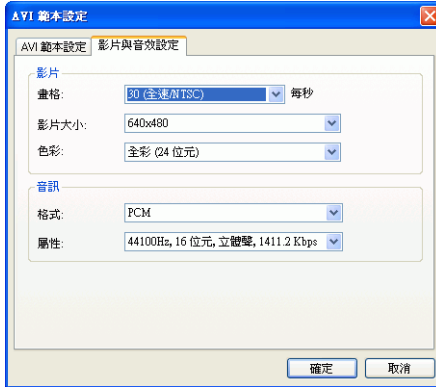 AVI 範本設定
AVI 範本設定 影片與音效設定
影片
畫格: 30 (全速/NTSC) 每秒
影片大小: 640x480
色彩: 全彩 (24 位元)
音訊
格式: PCM
屬性: 44100Hz, 16 位元, 立體聲, 1411.2 Kbps
確定 取消